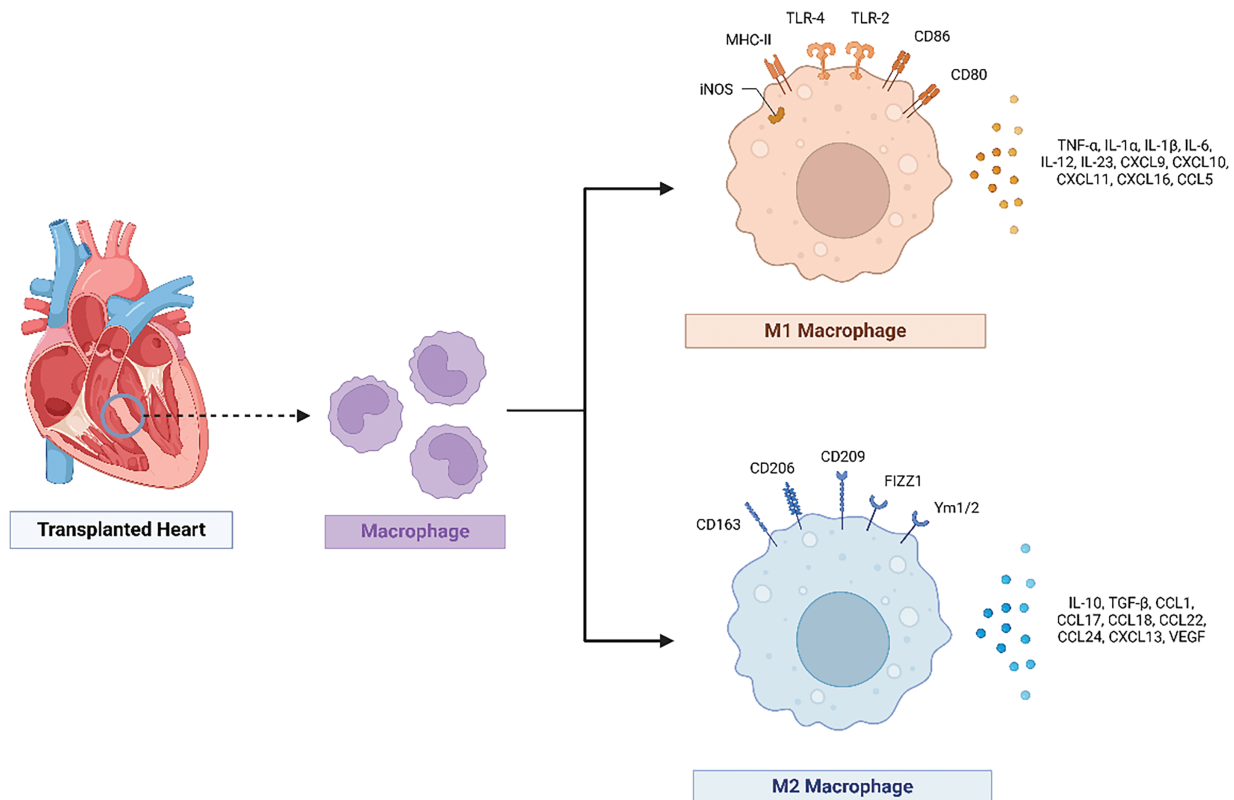 TLR-4
TLR-2
MHC-II
CD86
CD80
iNOS
TNF-α, IL-1α, IL-1β, IL-6,
IL-12, IL-23, CXCL9, CXCL10,
CXCL11, CXCL16, CCL5
M1 Macrophage
Transplanted Heart
Macrophage
CD209
CD206
FIZZ1
CD163
Ym1/2
IL-10, TGF-β, CCL1,
CCL17, CCL18, CCL22,
CCL24, CXCL13, VEGF
M2 Macrophage